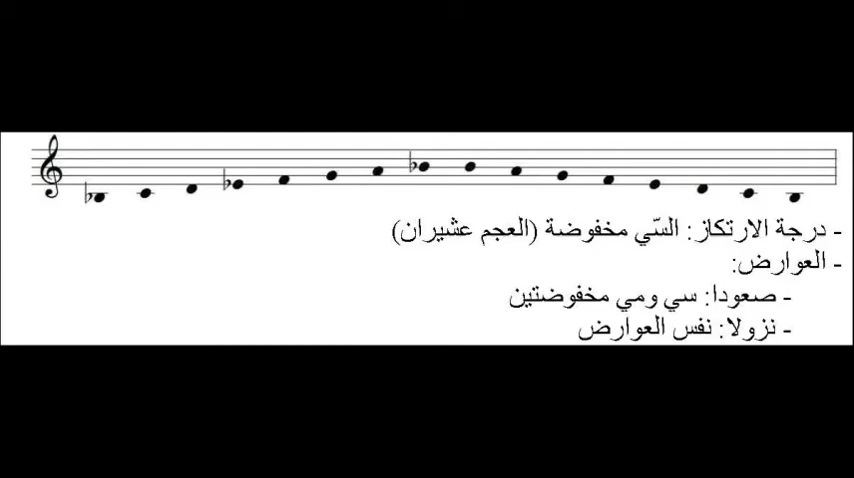 - درجة الارتكاز: السّي مخفوضة (العجم عشيران)
- العوارض:
- صعودا: سي ومي مخفوضتين
- نزولا: نفس العوارض